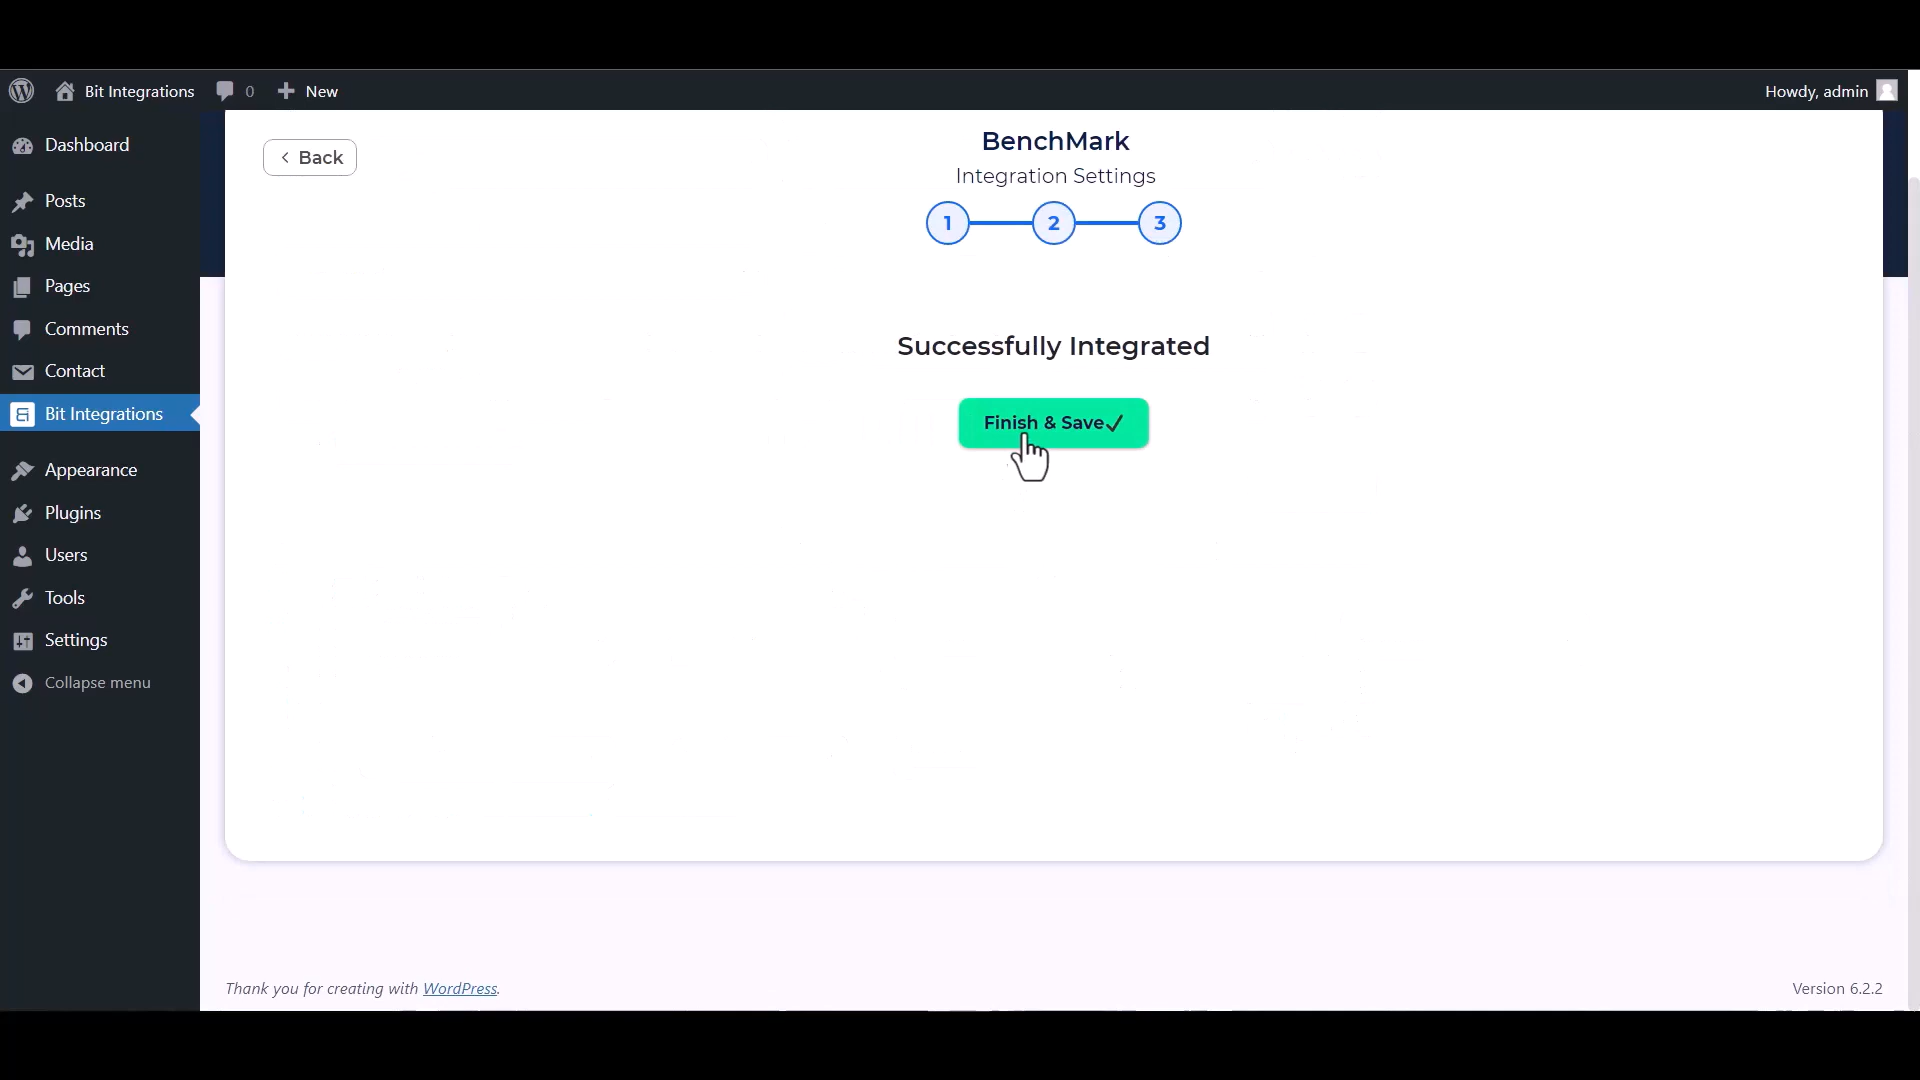 Bit Integrations
0
New
Howdy, admin
Dashboard
Posts
Media
Pages
Comments
Contact
Bit Integrations
Appearance
Plugins
Users
Tools
Settings
Collapse menu
Back
BenchMark
Integration Settings
1 2 3
Successfully Integrated
Finish & Save✓
Thank you for creating with WordPress.
Version 6.2.2